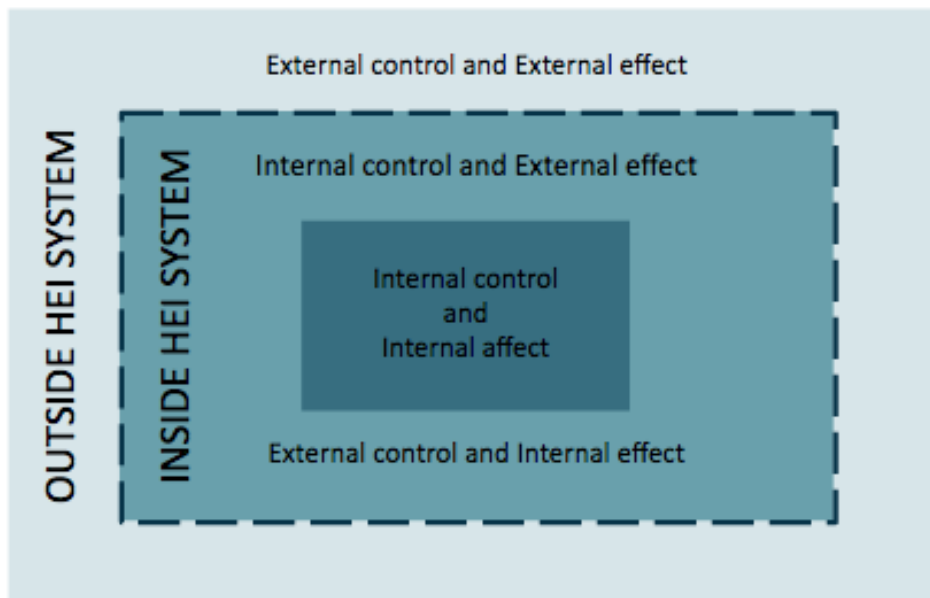 External control and External effect
OUTSIDE HEI SYSTEM
INSIDE HEI SYSTEM
Internal control and External effect
Internal control
and
Internal affect
External control and Internal effect